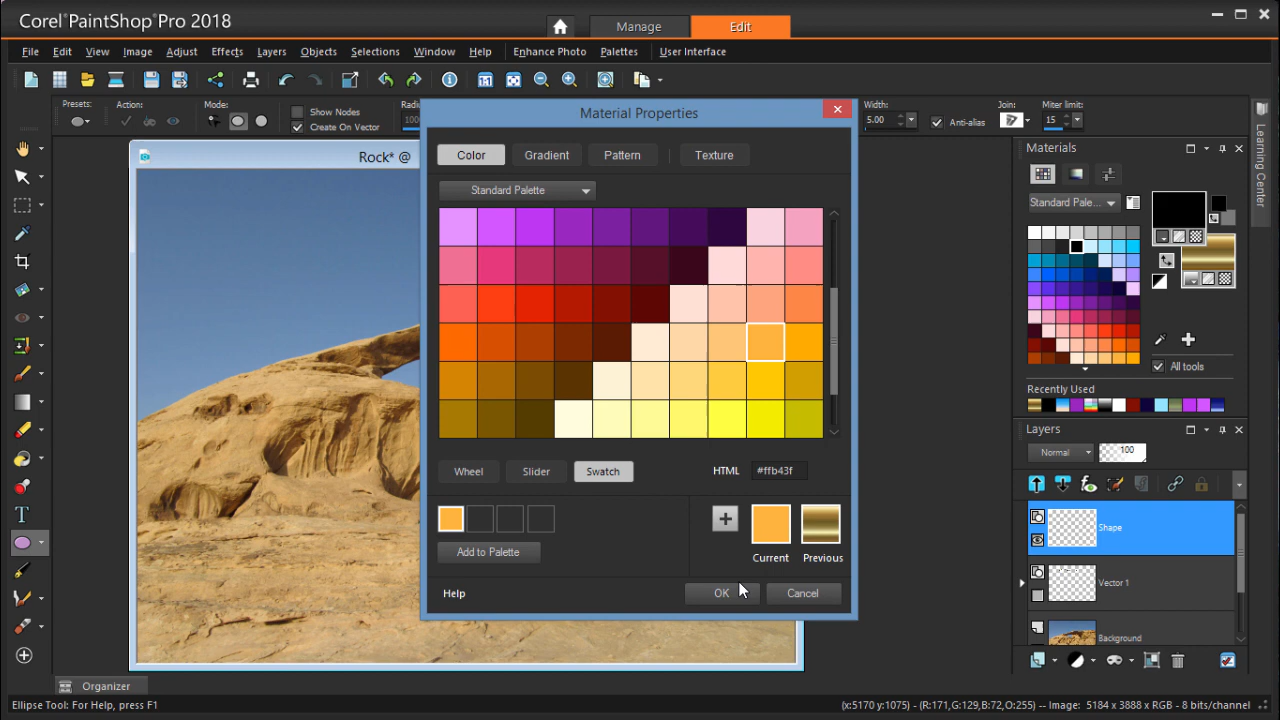 Corel PaintShop Pro 2018
Manage
Edit
File Edit View Image Adjust Effects Layers Objects Selections Window Help Enhance Photo Palettes User Interface
Presets:
Action:
Mode:
Show Nodes
Create On Vector
Width:
5.00
Anti-alias
Join:
Miter limit:
15
Rock* @
Material Properties
Color
Gradient
Pattern
Texture
Standard Palette
Wheel
Slider
Swatch
HTML
#ffb43f
Add to Palette
Current
Previous
Help
OK
Cancel
Materials
Standard Pale...
All tools
Recently Used
Layers
Normal
100
Shape
Vector 1
Background
Learning Center
Organizer
Ellipse Tool: For Help, press F1
(x:5170 y:1075) -- (R:171,G:129,B:72,O:255) -- Image: 5184 x 3888 x RGB - 8 bits/channel